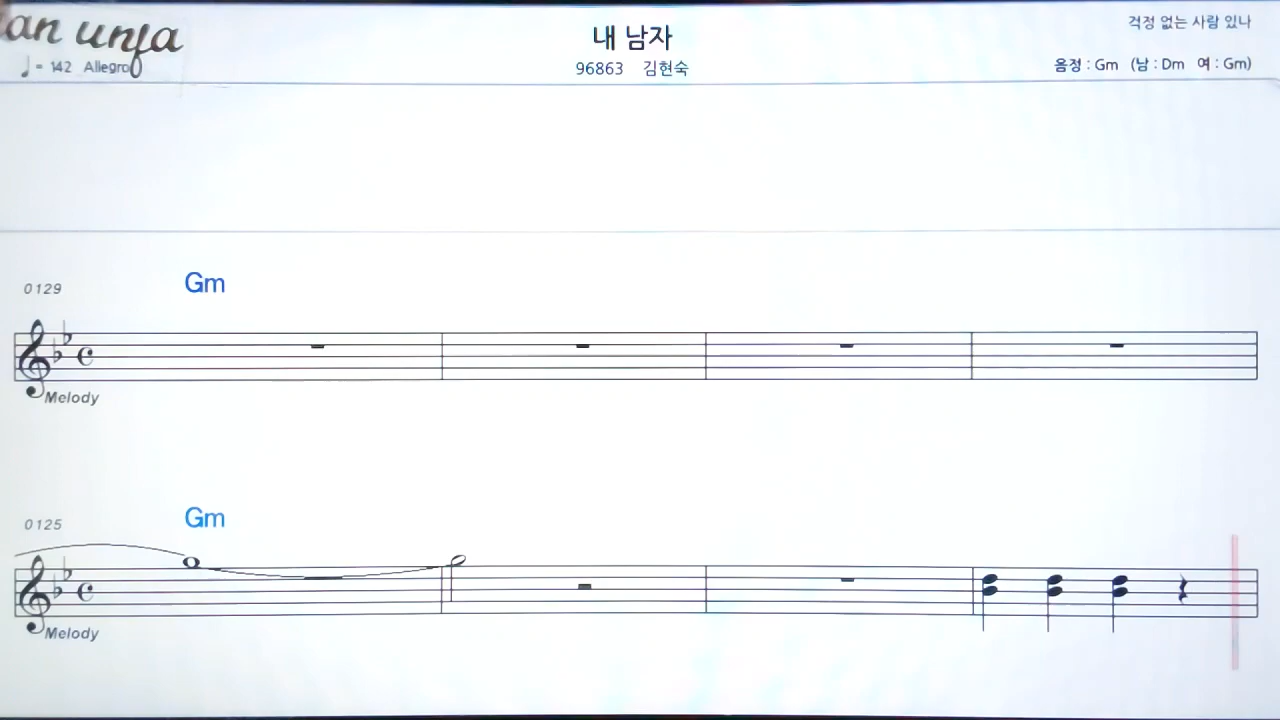 an unfa
내 남자
걱정 없는 사람 있나
♩ = 142 Allegro
96863 김현숙
음정 : Gm (남 : Dm 여 : Gm)
0129
Gm
Melody
0125
Gm
Melody